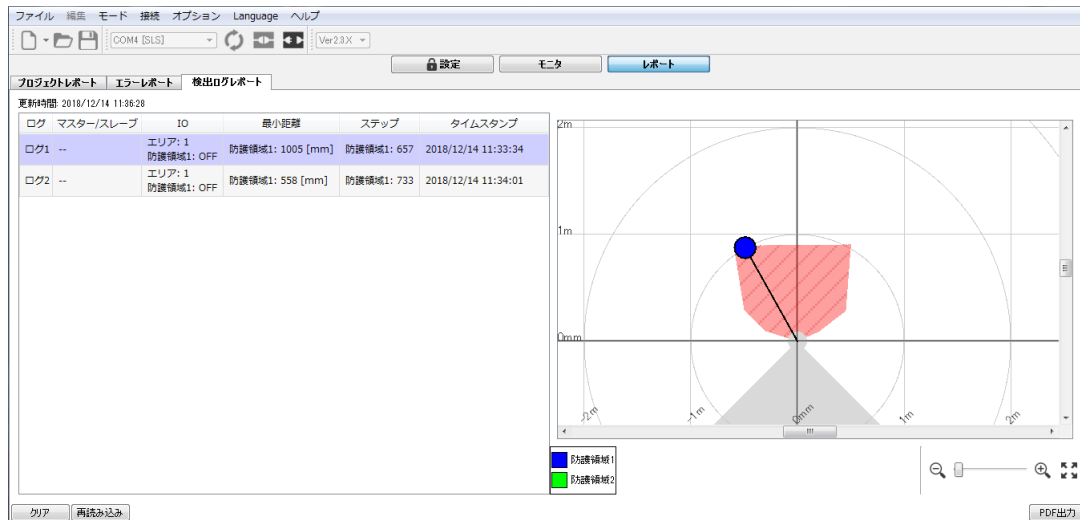 ファイル 編集 モード 接続 オプション Language ヘルプ
COM4 [SLS] Ver2.3.X
設定 モニタ レポート
プロジェクトレポート エラーレポート 検出ログレポート
更新時間: 2018/12/14 11:36:28
ログ マスター/スレーブ IO 最小距離 ステップ タイムスタンプ
ログ1 -- エリア: 1 防護領域1: OFF 防護領域1: 1005 [mm] 防護領域1: 657 2018/12/14 11:33:34
ログ2 -- エリア: 1 防護領域1: OFF 防護領域1: 558 [mm] 防護領域1: 733 2018/12/14 11:34:01
2m
1m
0mm
-2m -1m 0mm 1m 2m
防護領域1
防護領域2
クリア 再読み込み PDF出力